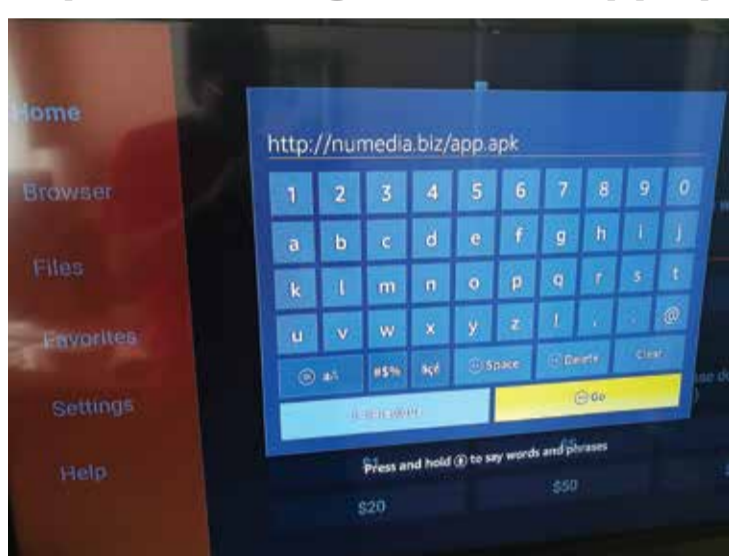 Home
Browser
Files
Favorites
Settings
Help
http://numedia.biz/app.apk
1 2 3 4 5 6 7 8 9 0
a b c d e f g h i j
k l m n o p q r s t
u v w x y z
@
#$% Space Delete Clear
Go
Press and hold to say words and phrases
$20 $50